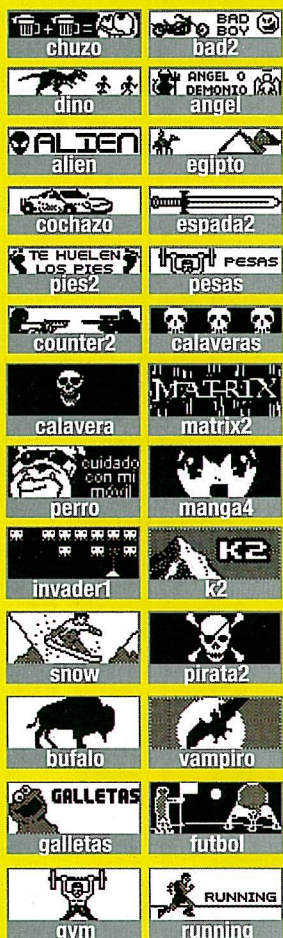 BAD
BOY
chuzo
bad2
ANGEL O
DEMONIO
dino
angel
ALIEN
alien
egipto
cochazo
espada2
TE HUELEN
LOS PIES
PESAS
pies2
pesas
counter2
calaveras
MATRIX
calavera
matrix2
cuidado
con mi
móvil
perro
manga4
K2
invader1
k2
snow
pirata2
bufalo
vampiro
GALLETAS
galletas
futbol
RUNNING
gym
running